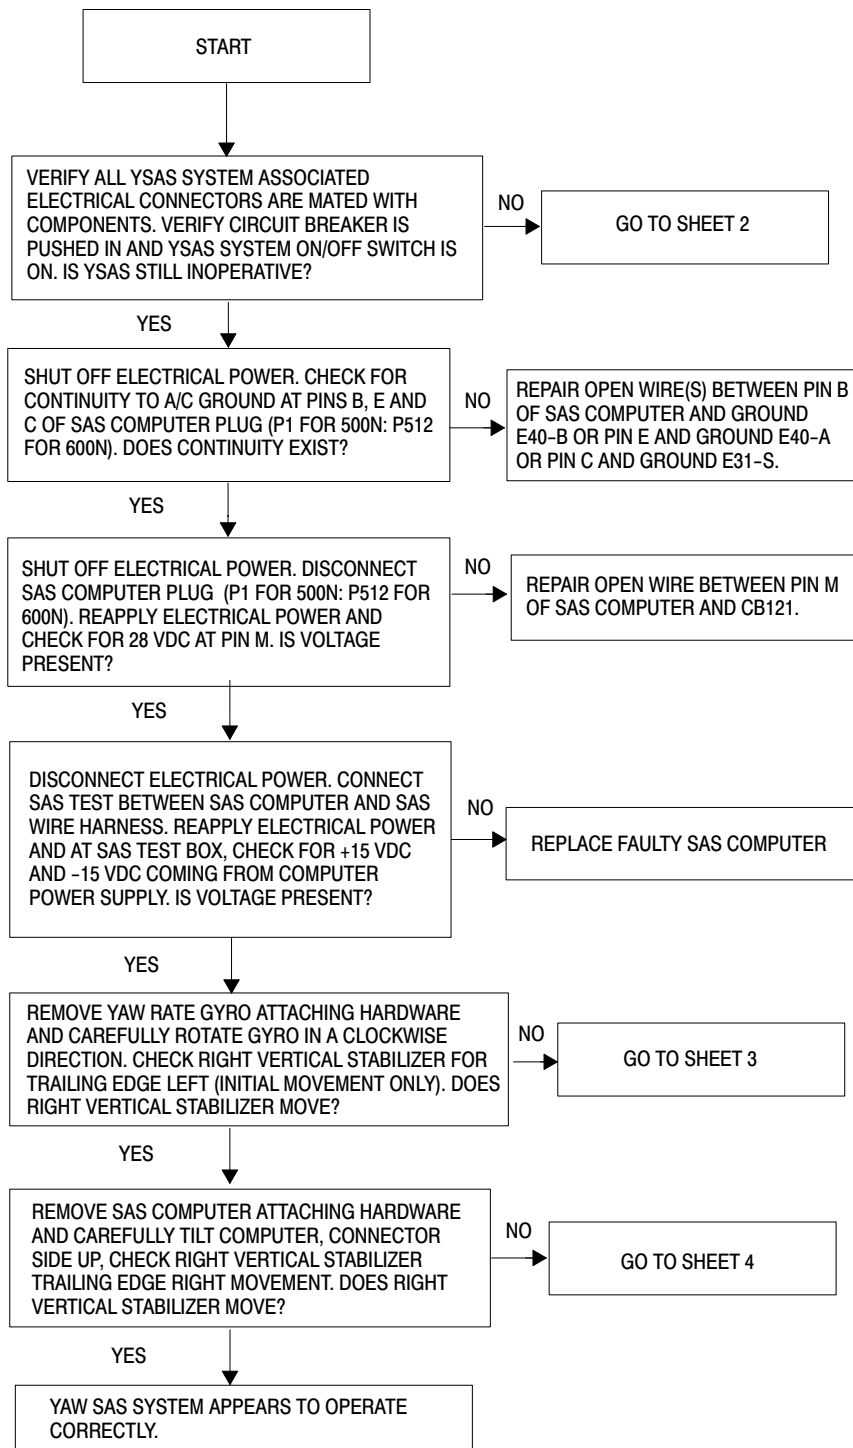 START
VERIFY ALL YSAS SYSTEM ASSOCIATED
ELECTRICAL CONNECTORS ARE MATED WITH
COMPONENTS. VERIFY CIRCUIT BREAKER IS
PUSHED IN AND YSAS SYSTEM ON/OFF SWITCH IS
ON. IS YSAS STILL INOPERATIVE?
NO
GO TO SHEET 2
YES
SHUT OFF ELECTRICAL POWER. CHECK FOR
CONTINUITY TO A/C GROUND AT PINS B, E AND
C OF SAS COMPUTER PLUG (P1 FOR 500N: P512
FOR 600N). DOES CONTINUITY EXIST?
NO
REPAIR OPEN WIRE(S) BETWEEN PIN B
OF SAS COMPUTER AND GROUND
E40-B OR PIN E AND GROUND E40-A
OR PIN C AND GROUND E31-S.
YES
SHUT OFF ELECTRICAL POWER. DISCONNECT
SAS COMPUTER PLUG (P1 FOR 500N: P512 FOR
600N). REAPPLY ELECTRICAL POWER AND
CHECK FOR 28 VDC AT PIN M. IS VOLTAGE
PRESENT?
NO
REPAIR OPEN WIRE BETWEEN PIN M
OF SAS COMPUTER AND CB121.
YES
DISCONNECT ELECTRICAL POWER. CONNECT
SAS TEST BETWEEN SAS COMPUTER AND SAS
WIRE HARNESS. REAPPLY ELECTRICAL POWER
AND AT SAS TEST BOX, CHECK FOR +15 VDC
AND -15 VDC COMING FROM COMPUTER
POWER SUPPLY. IS VOLTAGE PRESENT?
NO
REPLACE FAULTY SAS COMPUTER
YES
REMOVE YAW RATE GYRO ATTACHING HARDWARE
AND CAREFULLY ROTATE GYRO IN A CLOCKWISE
DIRECTION. CHECK RIGHT VERTICAL STABILIZER FOR
TRAILING EDGE LEFT (INITIAL MOVEMENT ONLY). DOES
RIGHT VERTICAL STABILIZER MOVE?
NO
GO TO SHEET 3
YES
REMOVE SAS COMPUTER ATTACHING HARDWARE
AND CAREFULLY TILT COMPUTER, CONNECTOR
SIDE UP, CHECK RIGHT VERTICAL STABILIZER
TRAILING EDGE RIGHT MOVEMENT. DOES RIGHT
VERTICAL STABILIZER MOVE?
NO
GO TO SHEET 4
YES
YAW SAS SYSTEM APPEARS TO OPERATE
CORRECTLY.